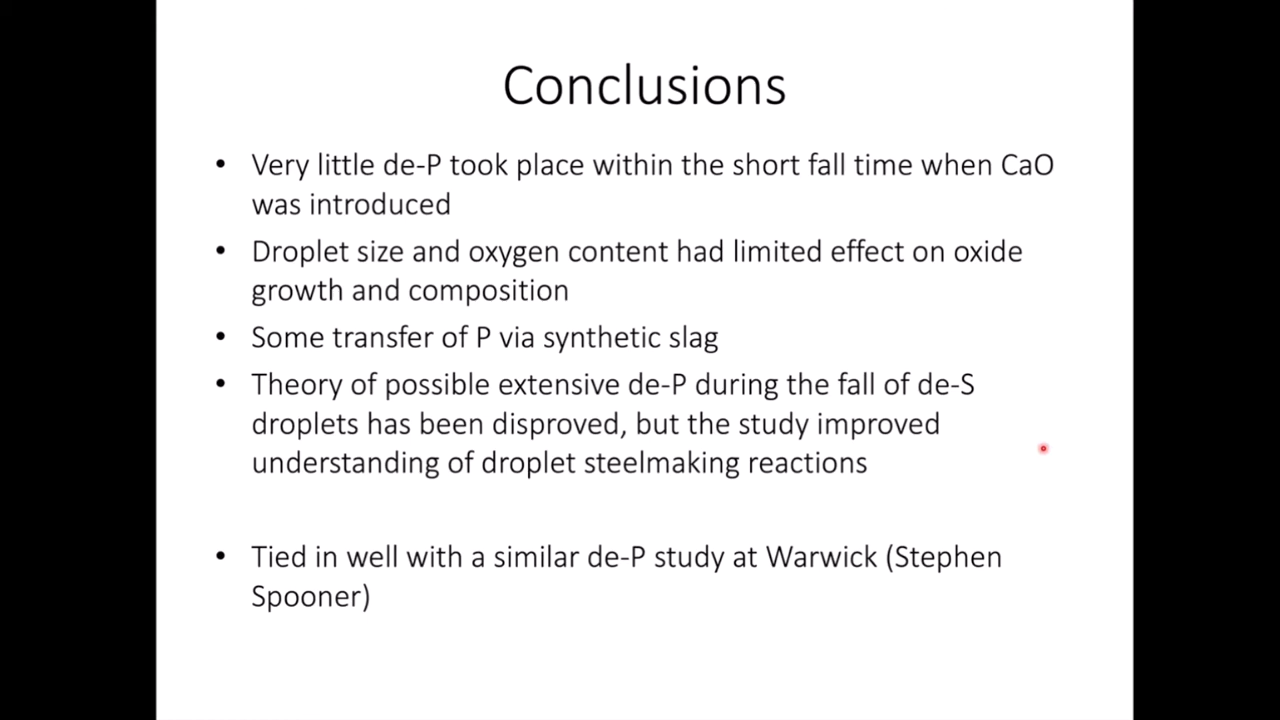 Conclusions
• Very little de-P took place within the short fall time when CaO
was introduced
• Droplet size and oxygen content had limited effect on oxide
growth and composition
• Some transfer of P via synthetic slag
• Theory of possible extensive de-P during the fall of de-S
droplets has been disproved, but the study improved
understanding of droplet steelmaking reactions
• Tied in well with a similar de-P study at Warwick (Stephen
Spooner)